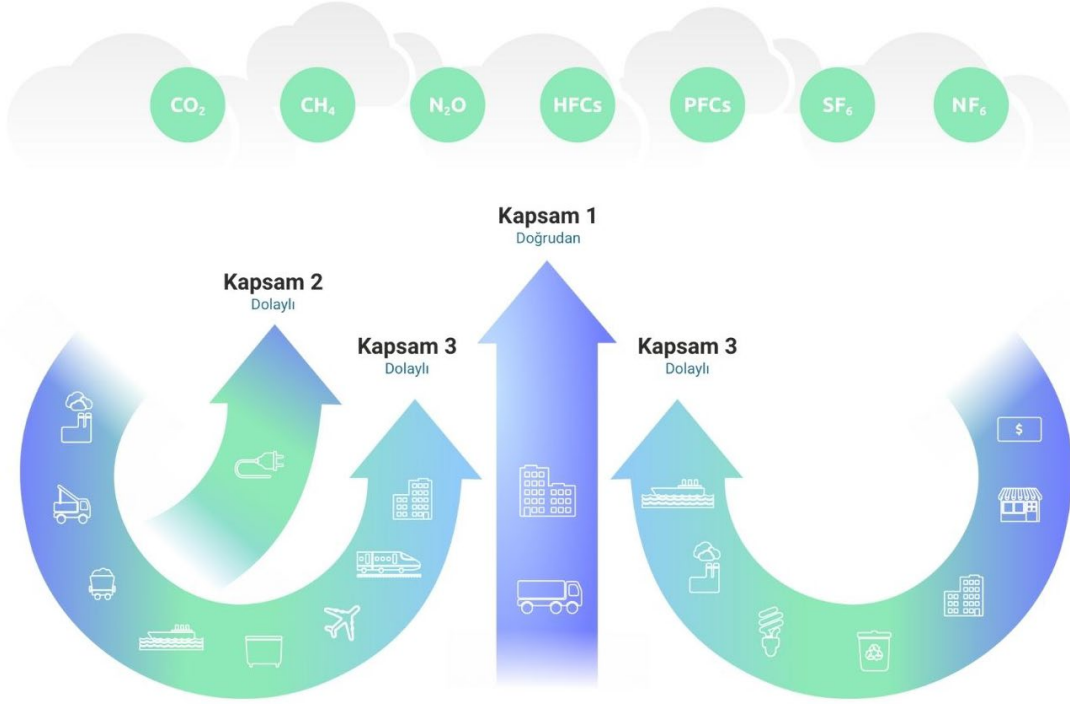 CO₂ CH₄ N₂O HFCs PFCs SF₆ NF₆
Kapsam 1
Doğrudan
Kapsam 2
Dolaylı
Kapsam 3
Dolaylı
Kapsam 3
Dolaylı
$